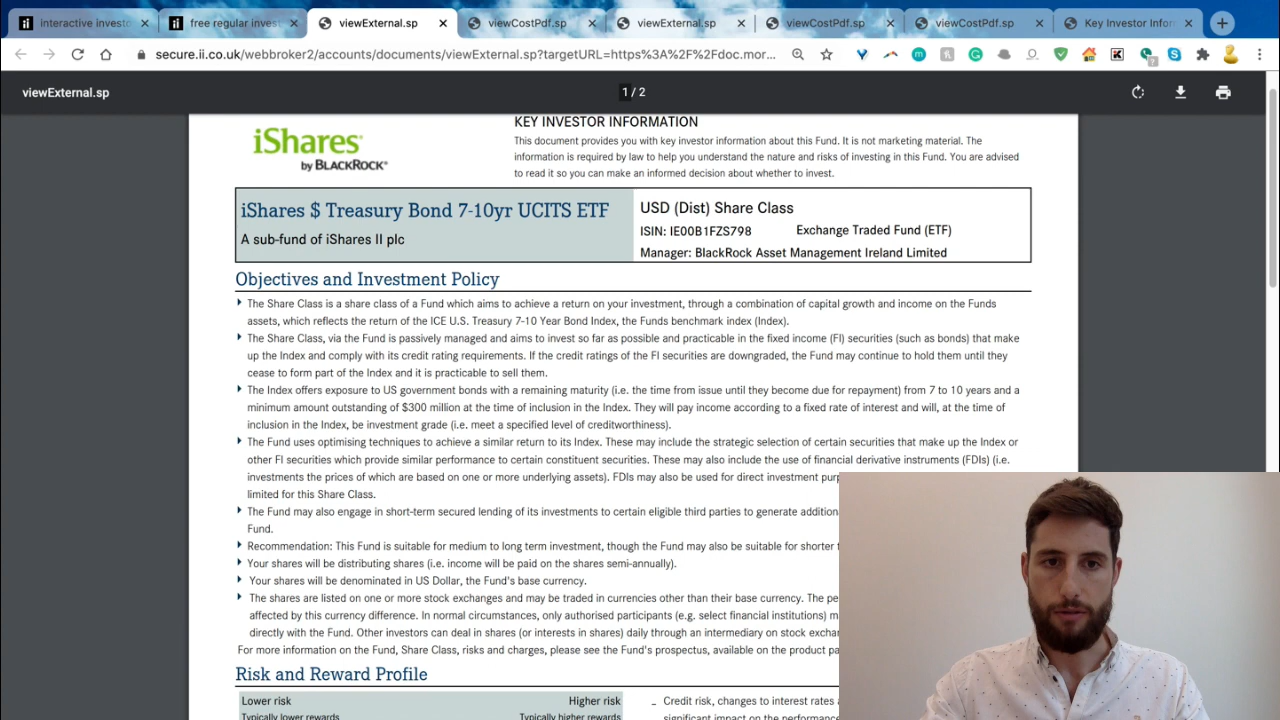 interactive investo
free regular inves
viewExternal.sp
viewCostPdf.sp
viewExternal.sp
viewCostPdf.sp
viewCostPdf.sp
Key Investor Infor
secure.ii.co.uk/webbroker2/accounts/documents/viewExternal.sp?targetURL=https%3A%2F%2Fdoc.mor...
viewExternal.sp
1 / 2
iShares
by BLACKROCK
KEY INVESTOR INFORMATION
This document provides you with key investor information about this Fund. It is not marketing material. The
information is required by law to help you understand the nature and risks of investing in this Fund. You are advised
to read it so you can make an informed decision about whether to invest.
iShares $ Treasury Bond 7-10yr UCITS ETF
A sub-fund of iShares II plc
USD (Dist) Share Class
ISIN: IE00B1FZS798 Exchange Traded Fund (ETF)
Manager: BlackRock Asset Management Ireland Limited
Objectives and Investment Policy
The Share Class is a share class of a Fund which aims to achieve a return on your investment, through a combination of capital growth and income on the Funds
assets, which reflects the return of the ICE U.S. Treasury 7-10 Year Bond Index, the Funds benchmark index (Index).
The Share Class, via the Fund is passively managed and aims to invest so far as possible and practicable in the fixed income (FI) securities (such as bonds) that make
up the Index and comply with its credit rating requirements. If the credit ratings of the FI securities are downgraded, the Fund may continue to hold them until they
cease to form part of the Index and it is practicable to sell them.
The Index offers exposure to US government bonds with a remaining maturity (i.e. the time from issue until they become due for repayment) from 7 to 10 years and a
minimum amount outstanding of $300 million at the time of inclusion in the Index. They will pay income according to a fixed rate of interest and will, at the time of
inclusion in the Index, be investment grade (i.e. meet a specified level of creditworthiness).
The Fund uses optimising techniques to achieve a similar return to its Index. These may include the strategic selection of certain securities that make up the Index or
other FI securities which provide similar performance to certain constituent securities. These may also include the use of financial derivative instruments (FDIs) (i.e.
investments the prices of which are based on one or more underlying assets). FDIs may also be used for direct investment purp
limited for this Share Class.
The Fund may also engage in short-term secured lending of its investments to certain eligible third parties to generate addition
Fund.
Recommendation: This Fund is suitable for medium to long term investment, though the Fund may also be suitable for shorter
Your shares will be distributing shares (i.e. income will be paid on the shares semi-annually).
Your shares will be denominated in US Dollar, the Fund's base currency.
The shares are listed on one or more stock exchanges and may be traded in currencies other than their base currency. The pe
affected by this currency difference. In normal circumstances, only authorised participants (e.g. select financial institutions) m
directly with the Fund. Other investors can deal in shares (or interests in shares) daily through an intermediary on stock exchan
For more information on the Fund, Share Class, risks and charges, please see the Fund's prospectus, available on the product pa
Risk and Reward Profile
Lower risk Higher risk
Typically lower rewards Typically higher rewards
Credit risk, changes to interest rates a
significant impact on the performance